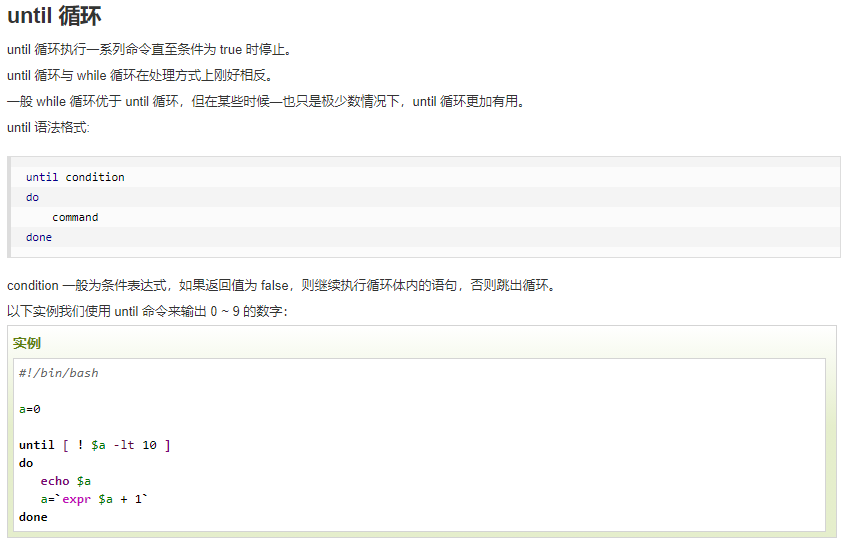 until 循环
until 循环执行一系列命令直至条件为 true 时停止。
until 循环与 while 循环在处理方式上刚好相反。
一般 while 循环优于 until 循环，但在某些时候—也只是极少数情况下，until 循环更加有用。
until 语法格式:
until condition
do
    command
done
condition 一般为条件表达式，如果返回值为 false，则继续执行循环体内的语句，否则跳出循环。
以下实例我们使用 until 命令来输出 0 ~ 9 的数字：
实例
#!/bin/bash
a=0
until [ ! $a -lt 10 ]
do
   echo $a
   a=`expr $a + 1`
done